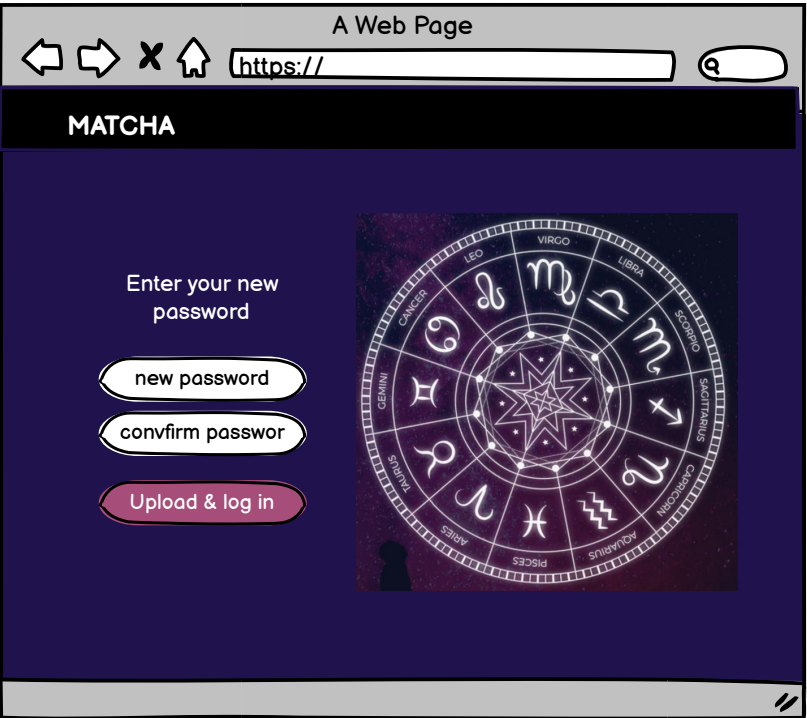 A Web Page
https://
MATCHA
Enter your new
password
new password
convfirm passwor
Upload & log in
VIRGO
LIBRA
SCORPIO
SAGITTARIUS
CAPRICORN
AQUARIUS
PISCES
ARIES
TAURUS
GEMINI
CANCER
LEO